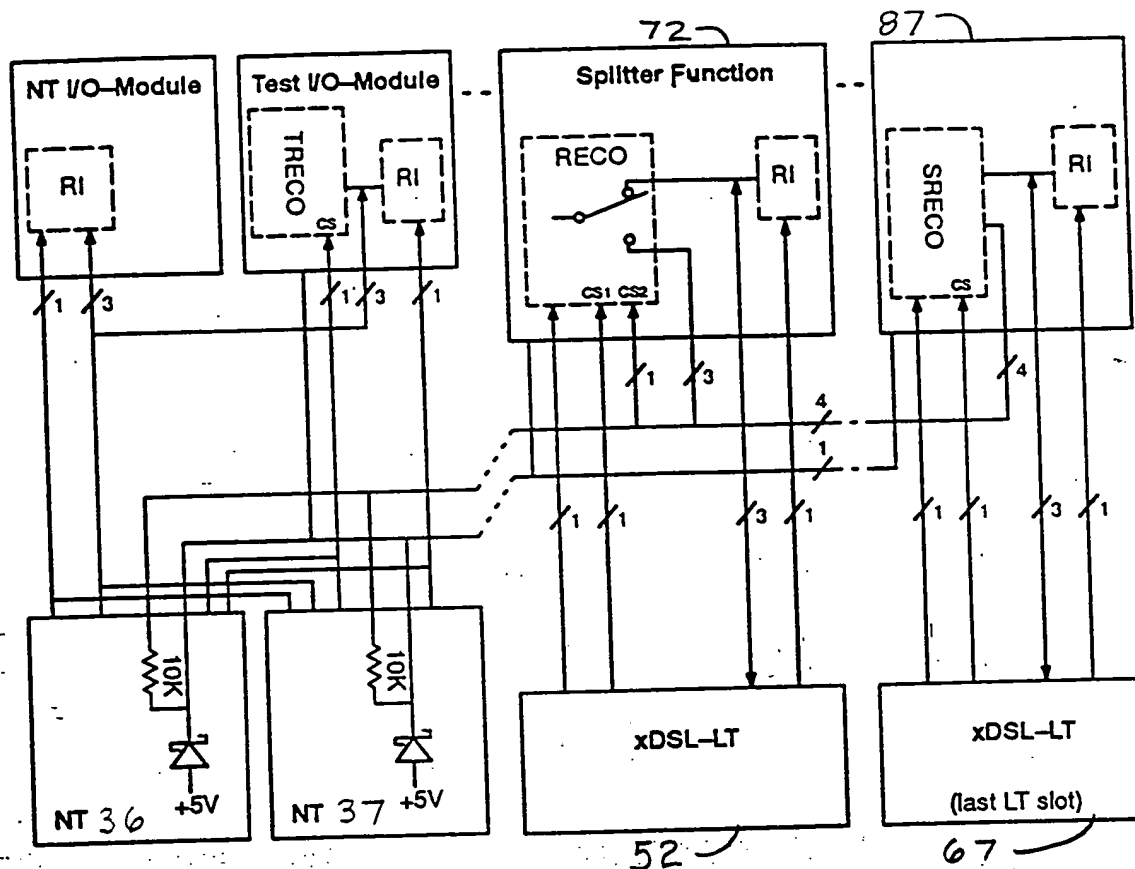 72
87
NT I/O–Module
Test I/O–Module
Splitter Function
RI
TRECO
CS
RI
RECO
CS1 CS2
RI
SRECO
CS
RI
1
3
1
3
1
1
3
4
4
1
1
1
3
1
1
1
3
1
10K
+5V
NT 36
10K
+5V
NT 37
xDSL–LT
52
xDSL–LT
(last LT slot)
67